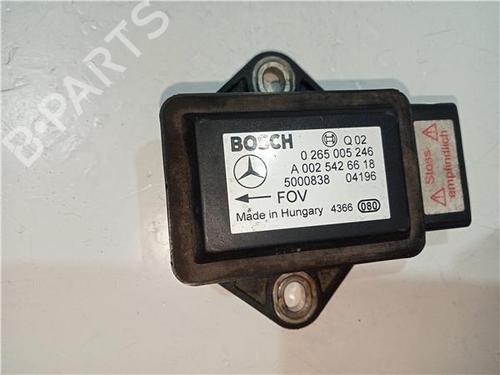 B-PARTS
BOSCH Q 02
0 265 005 246
A 002 542 66 18
5000838 04196
FOV
Made in Hungary 4366 080
Stoss
empfindlich